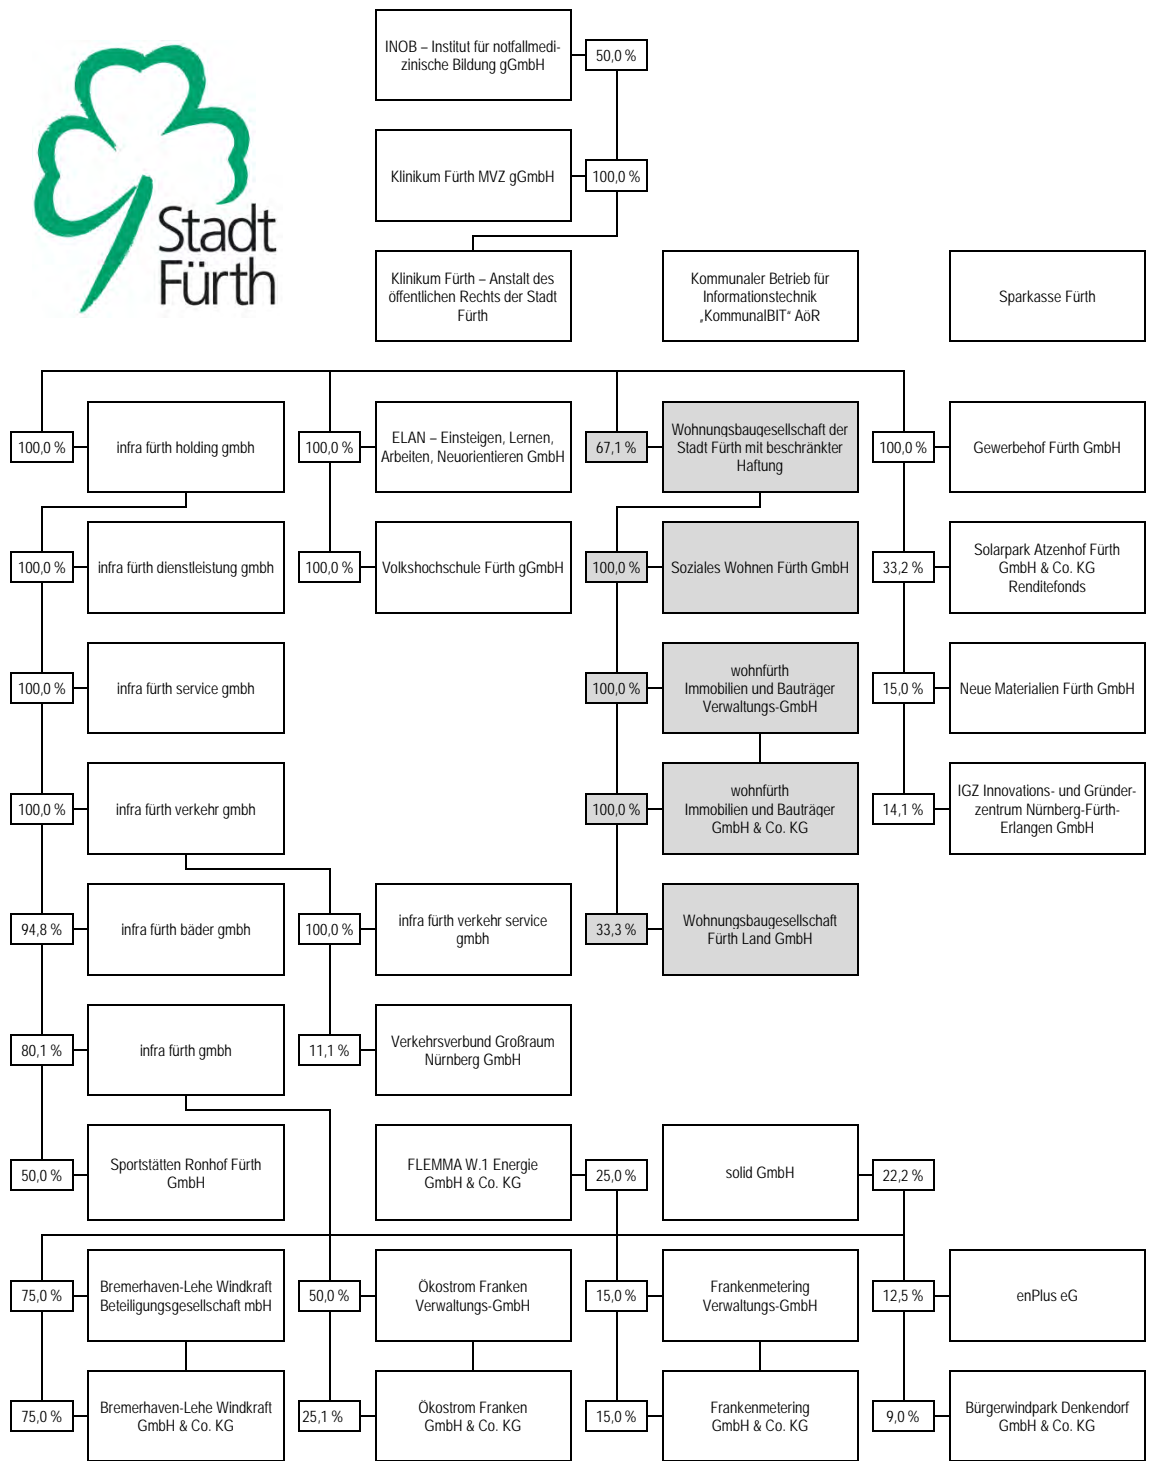 INOB – Institut für notfallmedi-
zinische Bildung gGmbH
50,0 %
Stadt
Fürth
Klinikum Fürth MVZ gGmbH
100,0 %
Klinikum Fürth – Anstalt des
öffentlichen Rechts der Stadt
Fürth
Kommunaler Betrieb für
Informationstechnik
„KommunalBIT“ AöR
Sparkasse Fürth
100,0 %
infra fürth holding gmbh
100,0 %
ELAN – Einsteigen, Lernen,
Arbeiten, Neuorientieren GmbH
67,1 %
Wohnungsbaugesellschaft der
Stadt Fürth mit beschränkter
Haftung
100,0 %
Gewerbehof Fürth GmbH
100,0 %
infra fürth dienstleistung gmbh
100,0 %
Volkshochschule Fürth gGmbH
100,0 %
Soziales Wohnen Fürth GmbH
33,2 %
Solarpark Atzenhof Fürth
GmbH & Co. KG
Renditefonds
100,0 %
infra fürth service gmbh
100,0 %
wohnfürth
Immobilien und Bauträger
Verwaltungs-GmbH
15,0 %
Neue Materialien Fürth GmbH
100,0 %
infra fürth verkehr gmbh
100,0 %
wohnfürth
Immobilien und Bauträger
GmbH & Co. KG
14,1 %
IGZ Innovations- und Gründer-
zentrum Nürnberg-Fürth-
Erlangen GmbH
94,8 %
infra fürth bäder gmbh
100,0 %
infra fürth verkehr service
gmbh
33,3 %
Wohnungsbaugesellschaft
Fürth Land GmbH
80,1 %
infra fürth gmbh
11,1 %
Verkehrsverbund Großraum
Nürnberg GmbH
50,0 %
Sportstätten Ronhof Fürth
GmbH
FLEMMA W.1 Energie
GmbH & Co. KG
25,0 %
solid GmbH
22,2 %
75,0 %
Bremerhaven-Lehe Windkraft
Beteiligungsgesellschaft mbH
50,0 %
Ökostrom Franken
Verwaltungs-GmbH
15,0 %
Frankenmetering
Verwaltungs-GmbH
12,5 %
enPlus eG
75,0 %
Bremerhaven-Lehe Windkraft
GmbH & Co. KG
25,1 %
Ökostrom Franken
GmbH & Co. KG
15,0 %
Frankenmetering
GmbH & Co. KG
9,0 %
Bürgerwindpark Denkendorf
GmbH & Co. KG